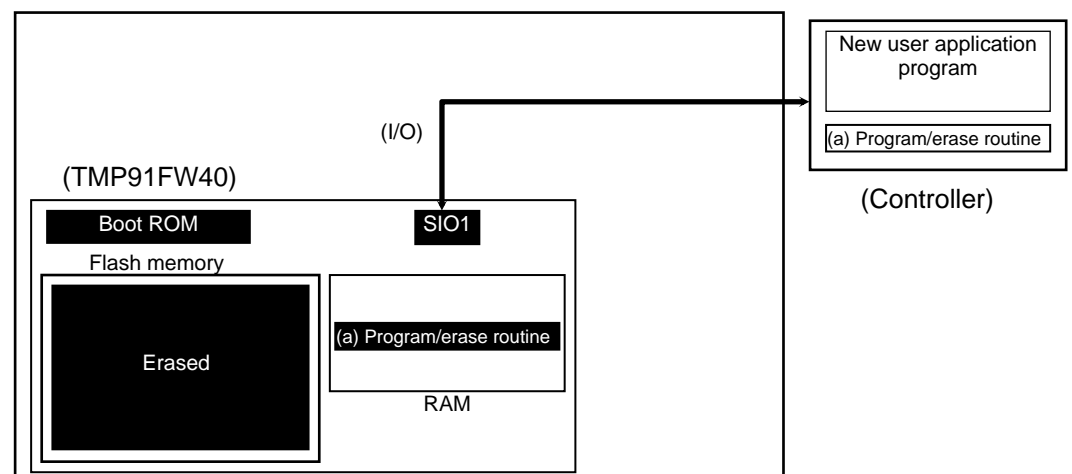 New user application
program
(I/O)
(a) Program/erase routine
(TMP91FW40)
(Controller)
Boot ROM
SIO1
Flash memory
(a) Program/erase routine
Erased
RAM